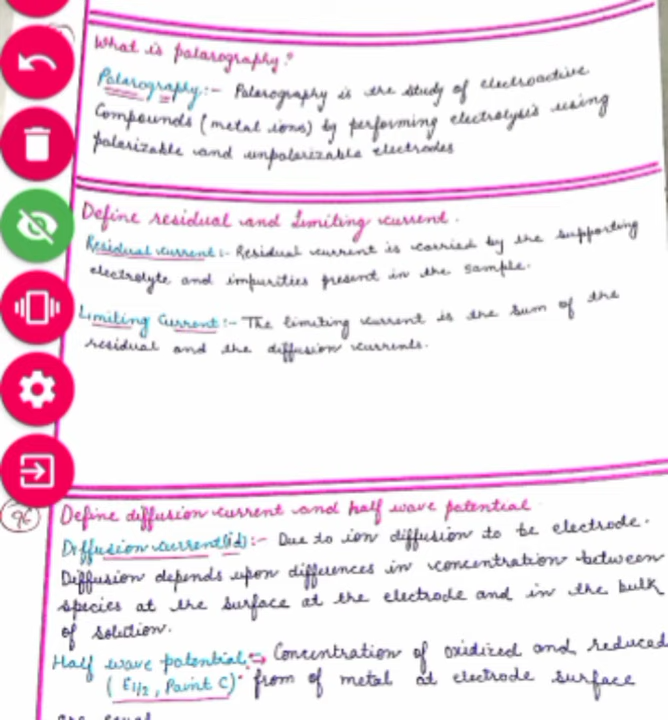 What is palarography?
Palarography:- Palarography is the study of electroactive
Compounds (metal ions) by performing electrolysis using
polarizable and unpolarizable electrodes
Define residual and Limiting current.
Residual current:- Residual current is carried by the supporting
electrolyte and impurities present in the sample.
Limiting Current:- The limiting current is the sum of the
residual and the diffusion currents.
96
Define diffusion current and half wave potential
Diffusion current(id):- Due to ion diffusion to be electrode.
Diffusion depends upon differences in concentration between
species at the surface at the electrode and in the bulk
of solution.
Half wave potential:- Concentration of oxidized and reduced
(E1/2, Paint C) from of metal at electrode surface
are equal